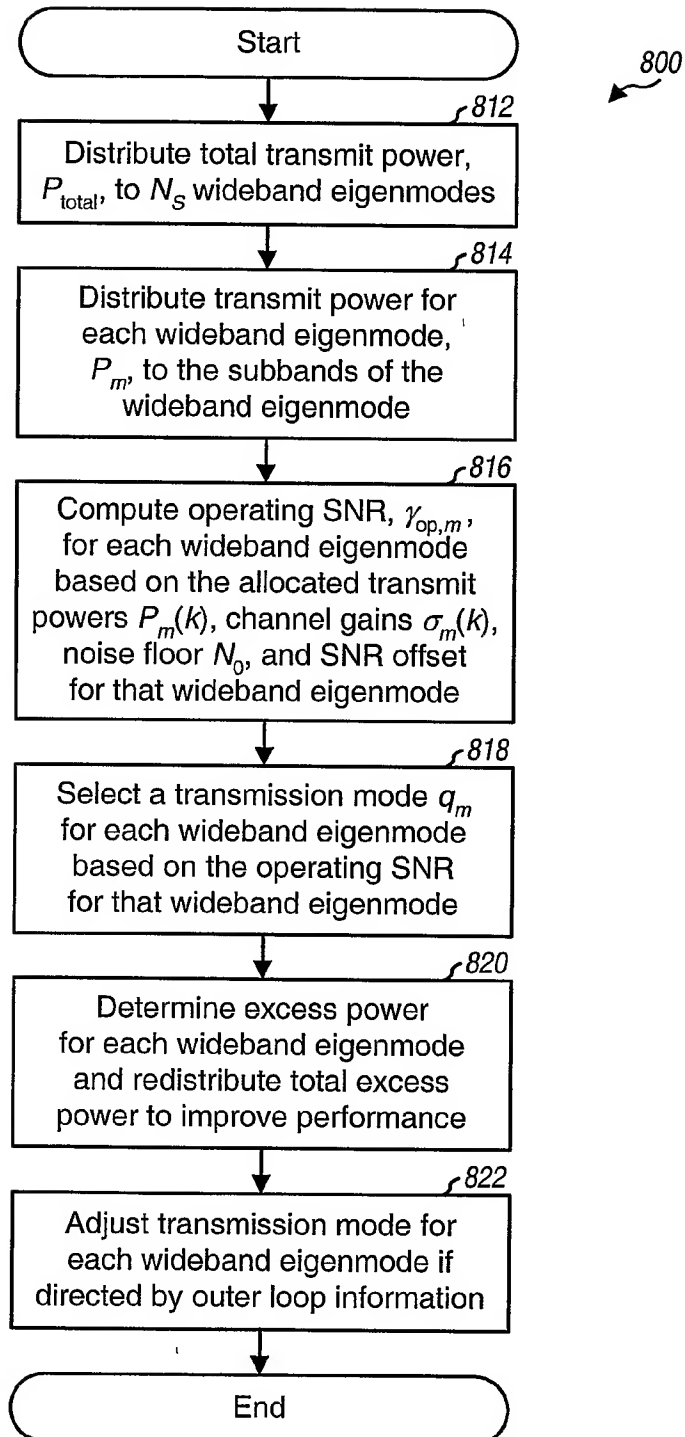 Start
800
812
Distribute total transmit power,
P_total, to N_S wideband eigenmodes
814
Distribute transmit power for
each wideband eigenmode,
P_m, to the subbands of the
wideband eigenmode
816
Compute operating SNR, γ_op,m,
for each wideband eigenmode
based on the allocated transmit
powers P_m(k), channel gains σ_m(k),
noise floor N_0, and SNR offset
for that wideband eigenmode
818
Select a transmission mode q_m
for each wideband eigenmode
based on the operating SNR
for that wideband eigenmode
820
Determine excess power
for each wideband eigenmode
and redistribute total excess
power to improve performance
822
Adjust transmission mode for
each wideband eigenmode if
directed by outer loop information
End